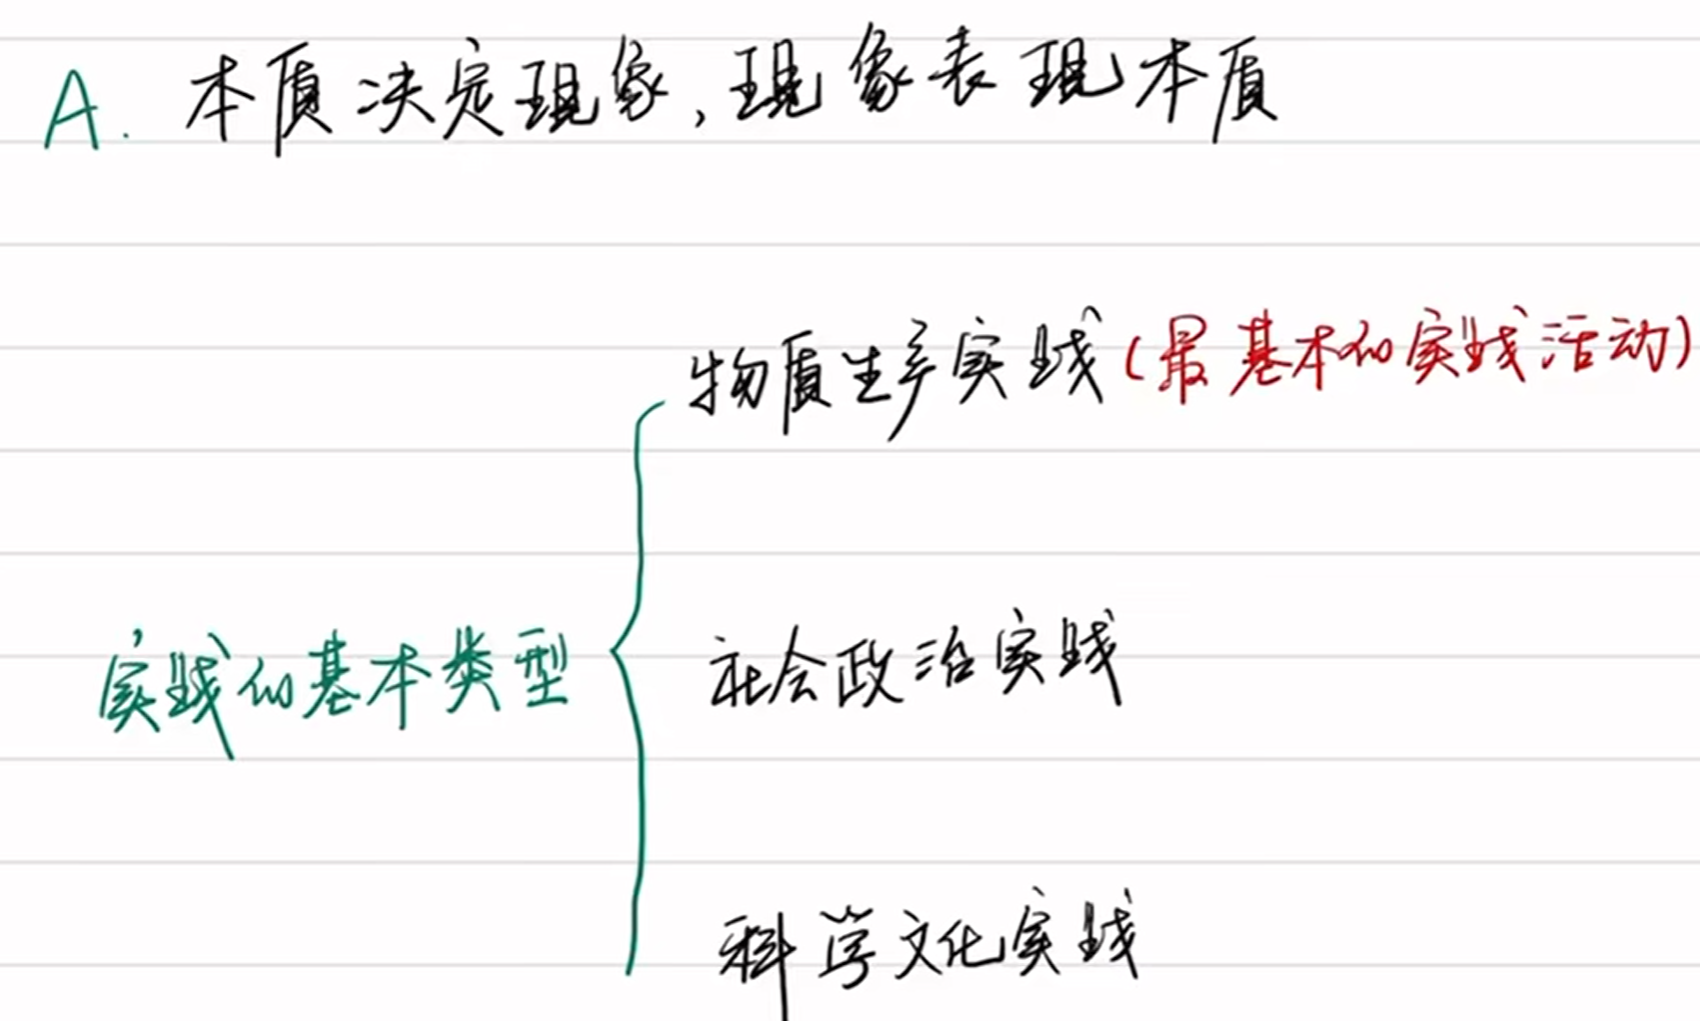 A. 本质决定现象,现象表现本质
物质生产实践(最基本的实践活动)
实践的基本类型
社会政治实践
科学文化实践